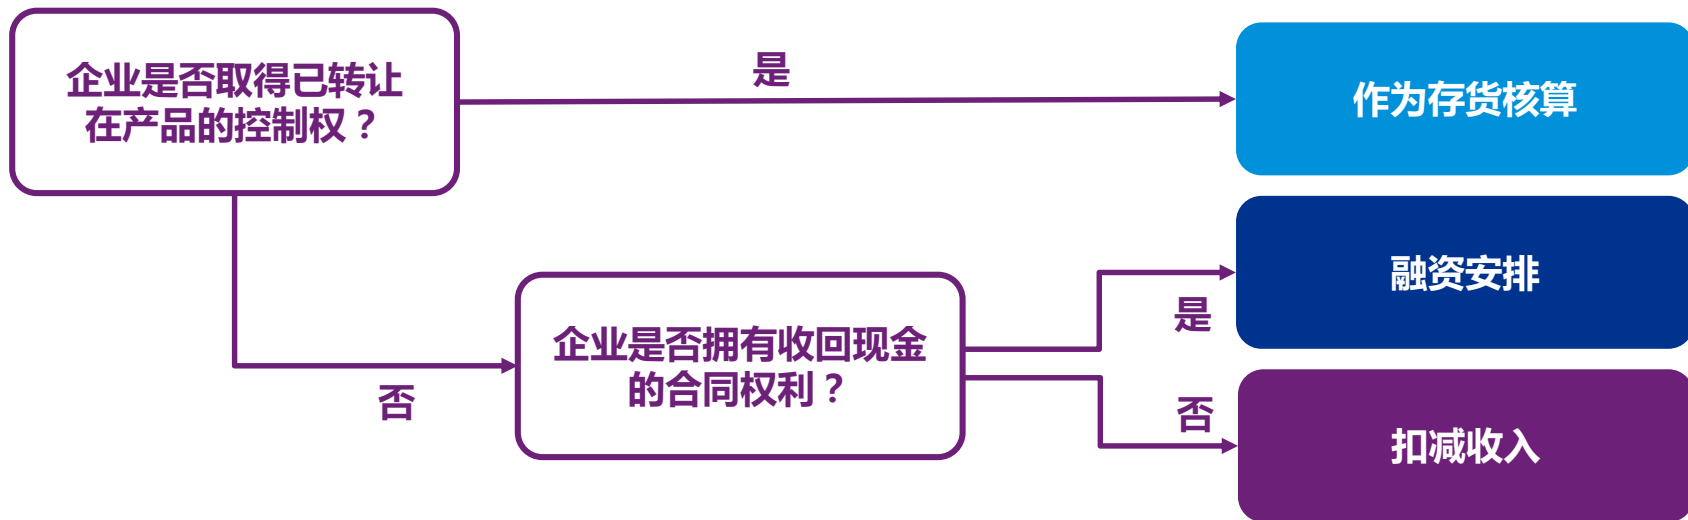 企业是否取得已转让
在产品的控制权？
是
作为存货核算
融资安排
是
企业是否拥有收回现金
的合同权利？
否
否
扣减收入